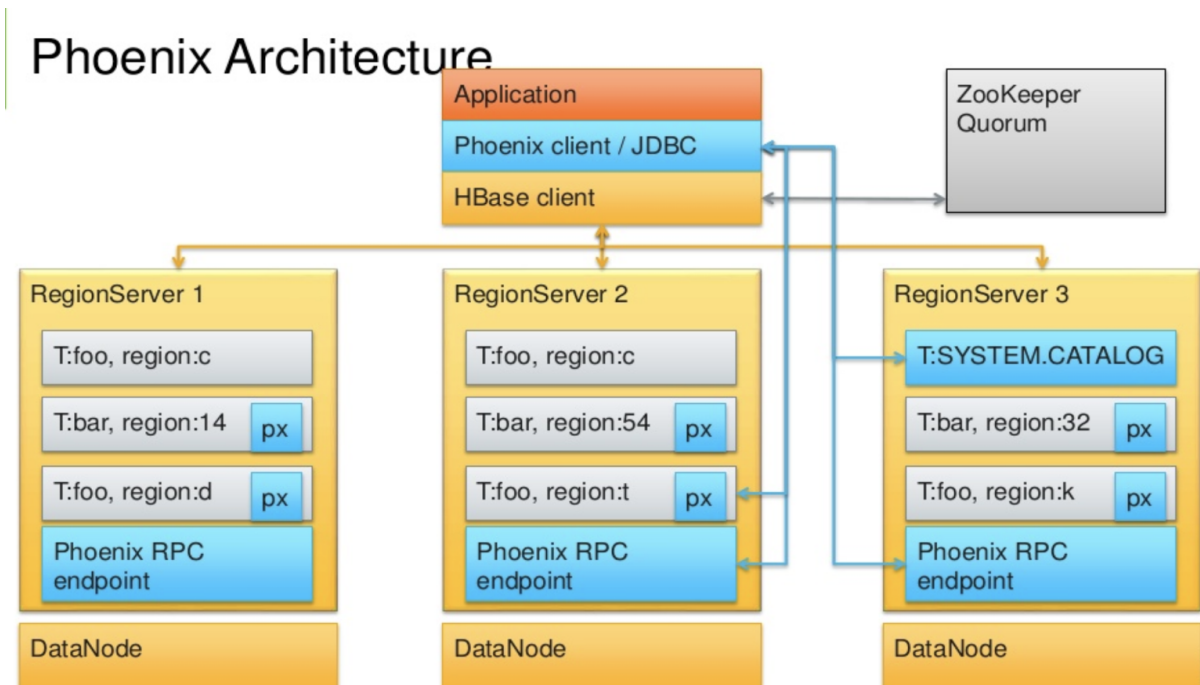 Phoenix Architecture
Application
Phoenix client / JDBC
HBase client
ZooKeeper
Quorum
RegionServer 1
T:foo, region:c
T:bar, region:14
px
T:foo, region:d
px
Phoenix RPC
endpoint
DataNode
RegionServer 2
T:foo, region:c
T:bar, region:54
px
T:foo, region:t
px
Phoenix RPC
endpoint
DataNode
RegionServer 3
T:SYSTEM.CATALOG
T:bar, region:32
px
T:foo, region:k
px
Phoenix RPC
endpoint
DataNode